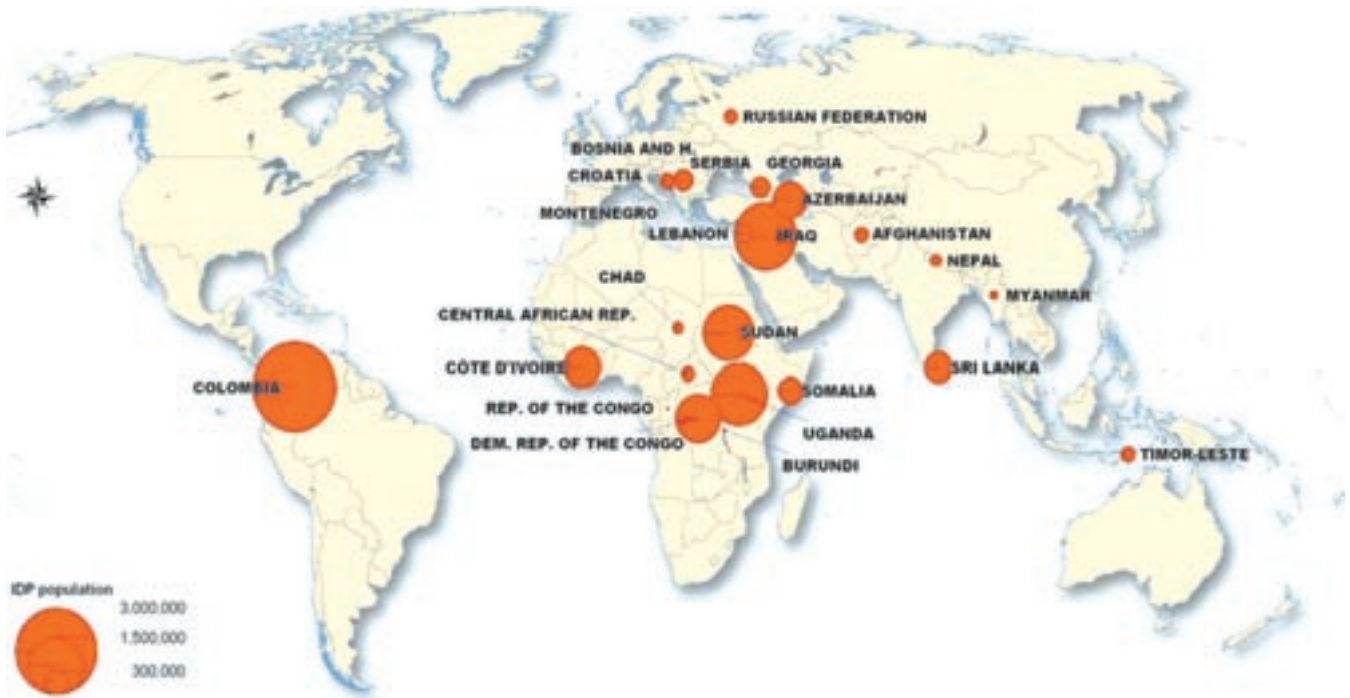 RUSSIAN FEDERATION
BOSNIA AND H.
SERBIA
GEORGIA
CROATIA
AZERBAIJAN
MONTENEGRO
LEBANON
IRAQ
AFGHANISTAN
NEPAL
CHAD
MYANMAR
CENTRAL AFRICAN REP.
SUDAN
CÔTE D'IVOIRE
SRI LANKA
COLOMBIA
SOMALIA
REP. OF THE CONGO
UGANDA
DEM. REP. OF THE CONGO
TIMOR-LESTE
BURUNDI
IDP population
3.000.000
1.500.000
300.000